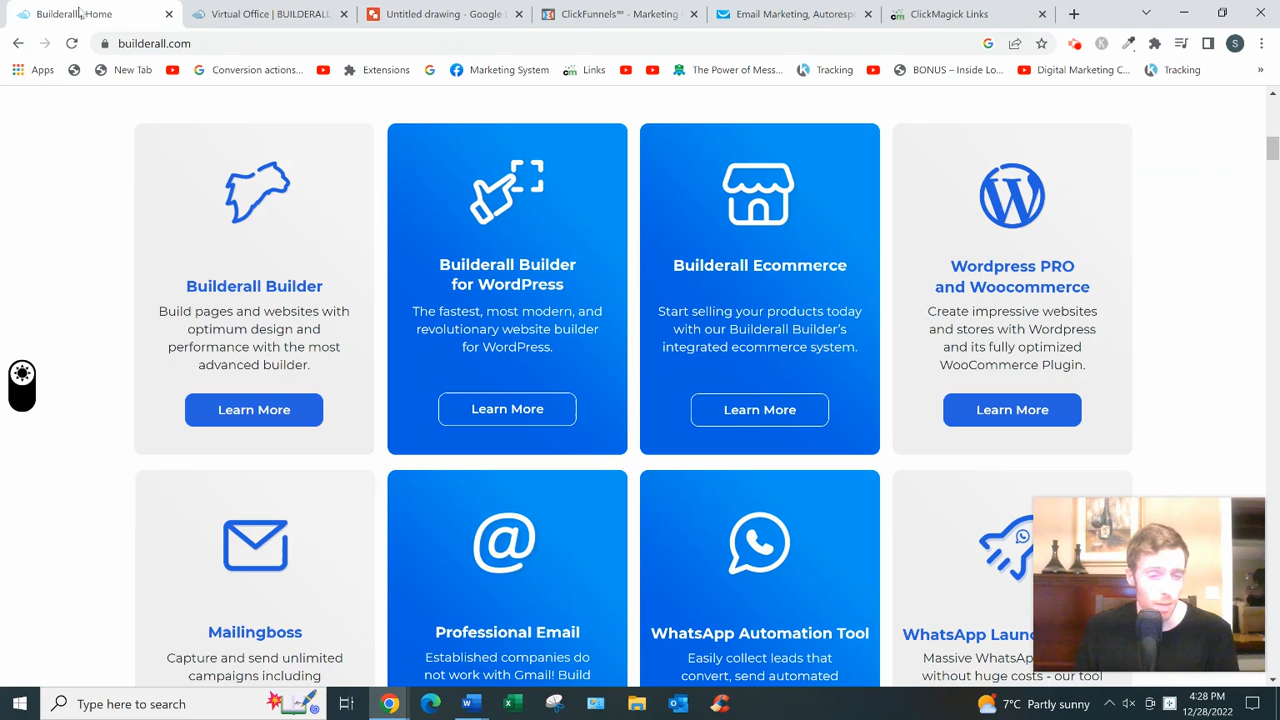 Builderall Home
Virtual Office | BUILDERALL
Untitled drawing - Google
ClickFunnels™ - Marketing
Email Marketing, Autorespo
ClickMagick Links
builderall.com
S
Apps
New Tab
Conversion actions...
Extensions
Marketing System
Links
The Power of Mess...
Tracking
BONUS – Inside Lo...
Digital Marketing C...
Tracking
»
Builderall Builder
Build pages and websites with
optimum design and
performance with the most
advanced builder.
Learn More
Builderall Builder
for WordPress
The fastest, most modern, and
revolutionary website builder
for WordPress.
Learn More
Builderall Ecommerce
Start selling your products today
with our Builderall Builder's
integrated ecommerce system.
Learn More
Wordpress PRO
and Woocommerce
Create impressive websites
and stores with Wordpress
and its fully optimized
WooCommerce Plugin.
Learn More
Mailingboss
Capture and send unlimited
campaigns including
Professional Email
Established companies do
not work with Gmail! Build
WhatsApp Automation Tool
Easily collect leads that
convert, send automated
WhatsApp Laun
Massive WhatsAp
without huge costs - our tool
Type here to search
7°C Partly sunny
4:28 PM
12/28/2022